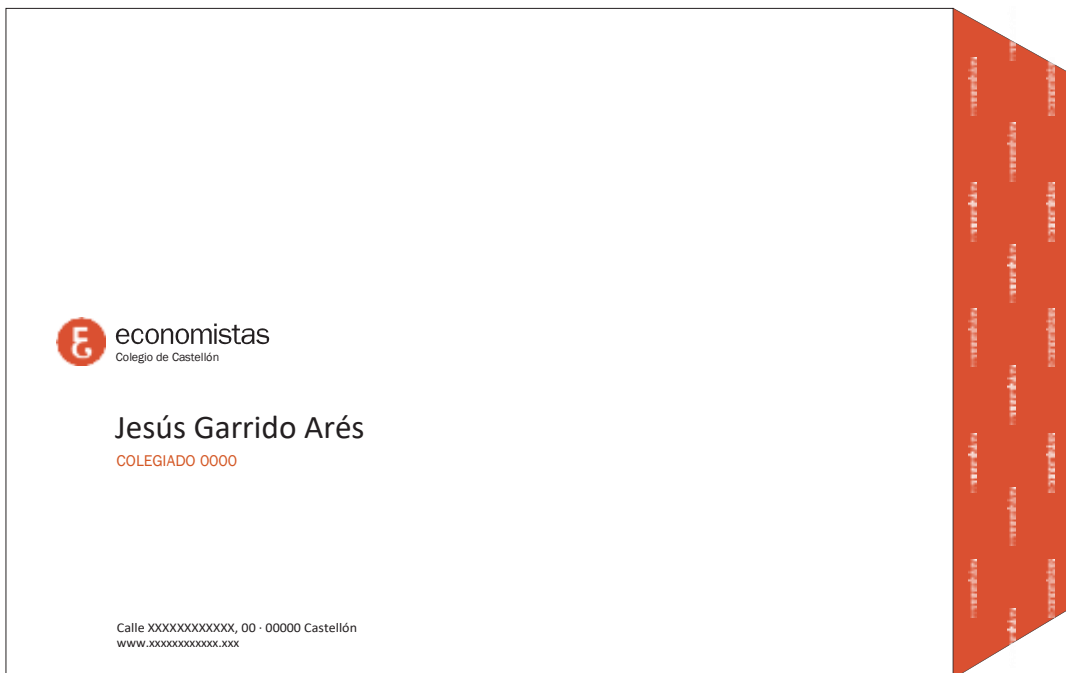 economistas
Colegio de Castellón
Jesús Garrido Arés
COLEGIADO 0000
Calle XXXXXXXXXXXX, 00 · 00000 Castellón
www.xxxxxxxxxxxx.xxx